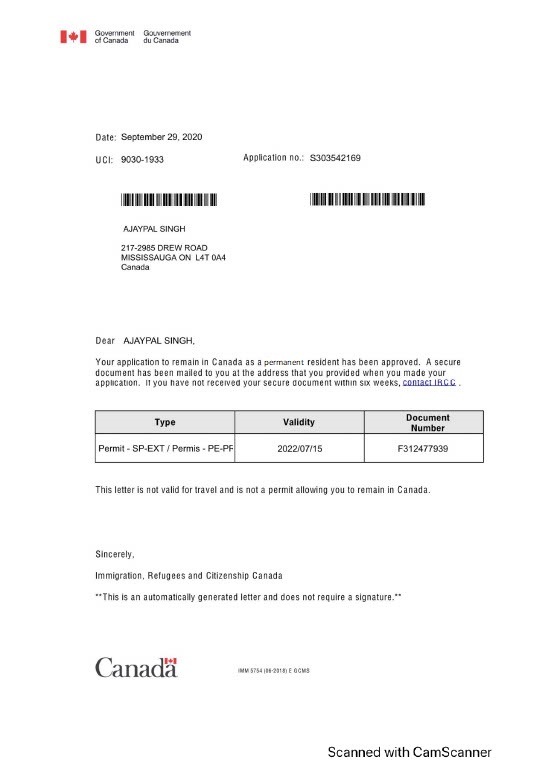 Government Gouvernement
of Canada du Canada
Date: September 29, 2020
UCI: 9030-1933 Application no.: S303542169
AJAYPAL SINGH
217-2985 DREW ROAD
MISSISSAUGA ON L4T 0A4
Canada
Dear AJAYPAL SINGH,
Your application to remain in Canada as a permanent resident has been approved. A secure
document has been mailed to you at the address that you provided when you made your
application. If you have not received your secure document within six weeks, contact IRCC .
Type Validity Document
Number
Permit - SP-EXT / Permis - PE-PF 2022/07/15 F312477939
This letter is not valid for travel and is not a permit allowing you to remain in Canada.
Sincerely,
Immigration, Refugees and Citizenship Canada
**This is an automatically generated letter and does not require a signature.**
Canada
IMM 5754 (06-2018) E GCMS
Scanned with CamScanner